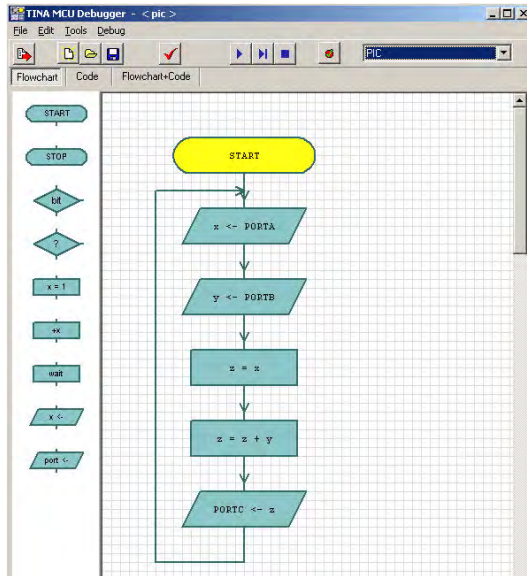 TINA MCU Debugger - < pic >
File Edit Tools Debug
PIC
Flowchart Code Flowchart+Code
START
STOP
bit
?
x = 1
+x
wait
x <-
port <-
START
x <- PORTA
y <- PORTB
z = x
z = z + y
PORTC <- z